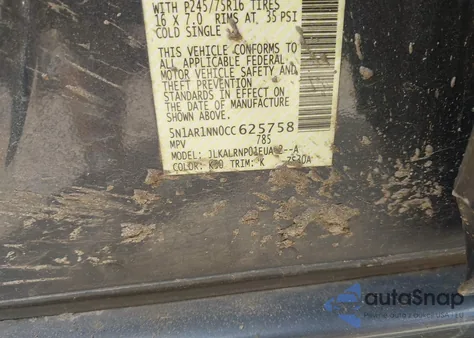 WITH P245/75R16 TIRES
16 X 7.0 RIMS AT 35 PSI
COLD SINGLE
THIS VEHICLE CONFORMS TO
ALL APPLICABLE FEDERAL
MOTOR VEHICLE SAFETY AND
THEFT PREVENTION
STANDARDS IN EFFECT ON
THE DATE OF MANUFACTURE
SHOWN ABOVE.
5N1AR1NN0CC625758
MPV 785
MODEL: JLKALRNP01EUA
COLOR: TRIM: K
autoSnap